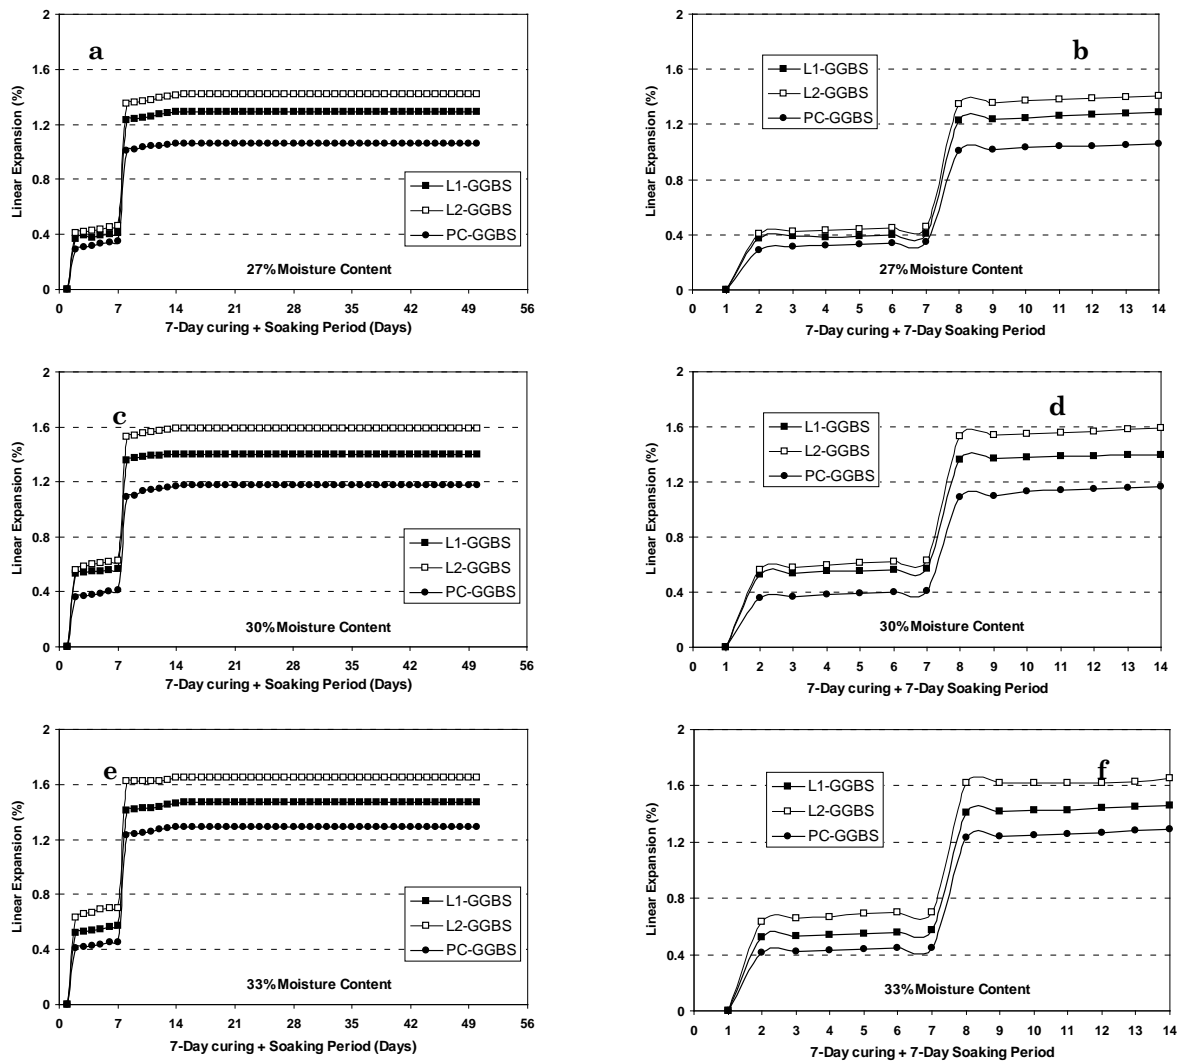 2
1.6
1.2
0.8
0.4
0
Linear Expansion (%)
a
L1-GGBS
L2-GGBS
PC-GGBS
27%Moisture Content
0 7 14 21 28 35 42 49 56
7-Day curing + Soaking Period (Days)
2
1.6
1.2
0.8
0.4
0
Linear Expansion (%)
b
L1-GGBS
L2-GGBS
PC-GGBS
27%Moisture Content
0 1 2 3 4 5 6 7 8 9 10 11 12 13 14
7-Day curing + 7-Day Soaking Period
2
1.6
1.2
0.8
0.4
0
Linear Expansion (%)
c
L1-GGBS
L2-GGBS
PC-GGBS
30%Moisture Content
0 7 14 21 28 35 42 49 56
7-Day curing + Soaking Period (Days)
2
1.6
1.2
0.8
0.4
0
Linear Expansion (%)
d
L1-GGBS
L2-GGBS
PC-GGBS
30%Moisture Content
0 1 2 3 4 5 6 7 8 9 10 11 12 13 14
7-Day curing + 7-Day Soaking Period
2
1.6
1.2
0.8
0.4
0
Linear Expansion (%)
e
L1-GGBS
L2-GGBS
PC-GGBS
33%Moisture Content
0 7 14 21 28 35 42 49 56
7-Day curing + Soaking Period (Days)
2
1.6
1.2
0.8
0.4
0
Linear Expansion (%)
f
L1-GGBS
L2-GGBS
PC-GGBS
33%Moisture Content
0 1 2 3 4 5 6 7 8 9 10 11 12 13 14
7-Day curing + 7-Day Soaking Period